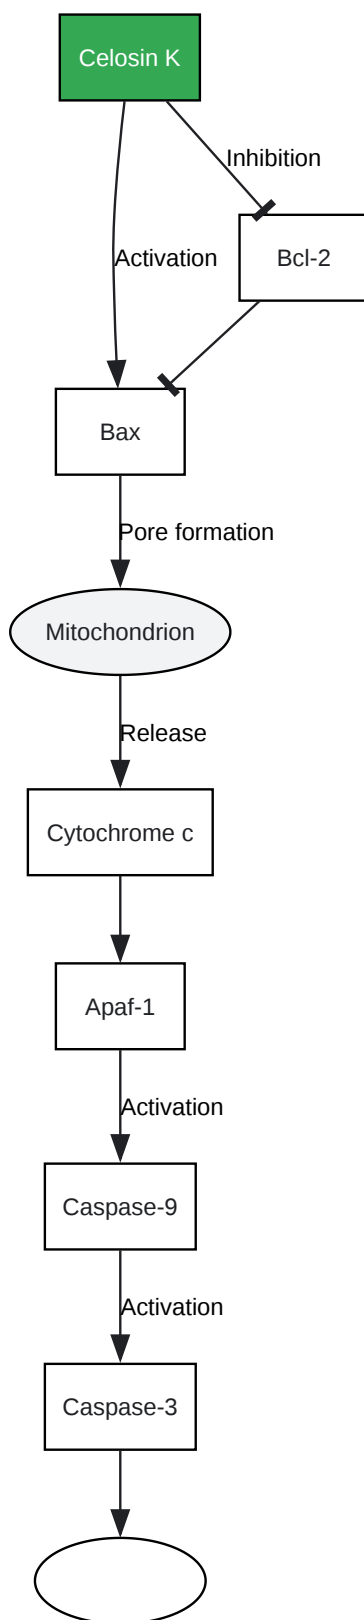 Celosin K
Inhibition
Activation
Bcl-2
Bax
Pore formation
Mitochondrion
Release
Cytochrome c
Apaf-1
Activation
Caspase-9
Activation
Caspase-3